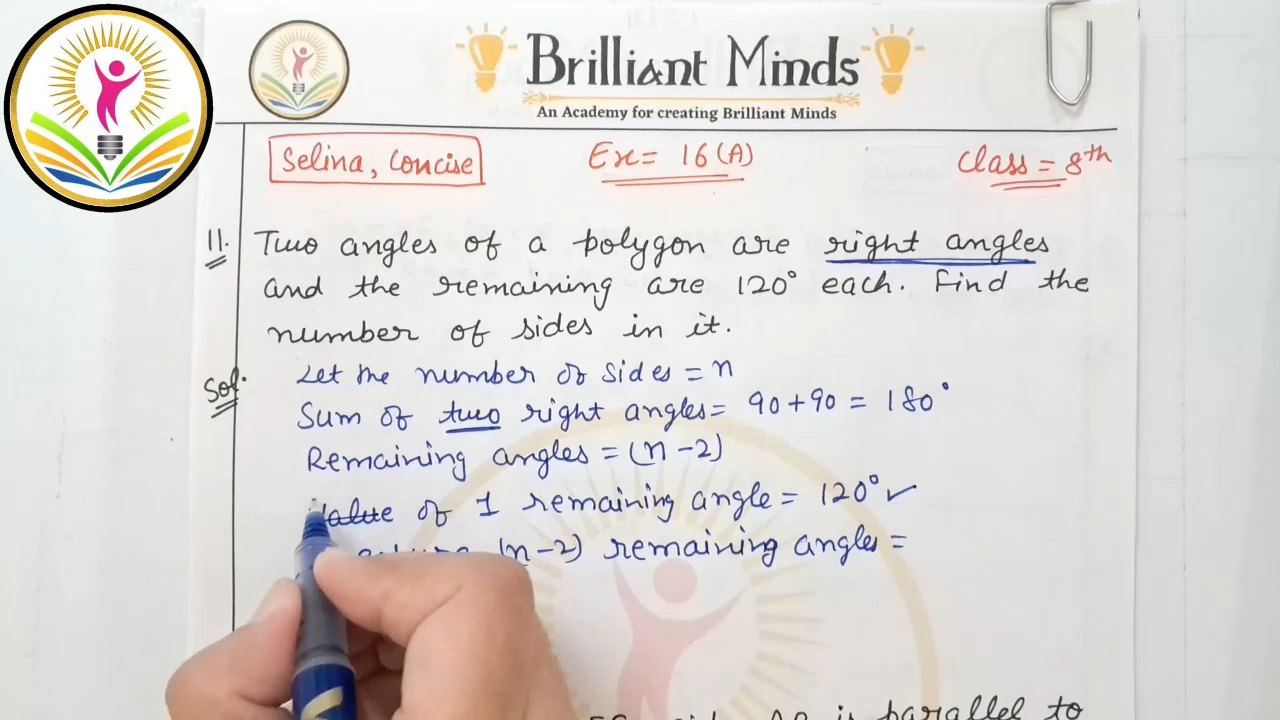 Brilliant Minds
An Academy for creating Brilliant Minds
Selina, Concise
Ex = 16 (A)
Class = 8th
11. Two angles of a polygon are right angles
and the remaining are 120° each. Find the
number of sides in it.
Sol. Let the number of sides = n
Sum of two right angles = 90 + 90 = 180°
Remaining angles = (n - 2)
Value of 1 remaining angle = 120° ✓
(n - 2) remaining angles =
is parallel to